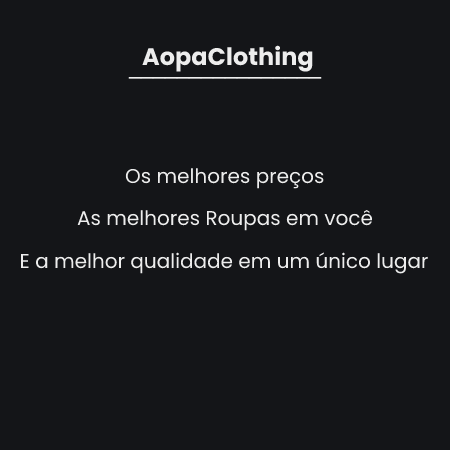 AopaClothing
Os melhores preços
As melhores Roupas em você
E a melhor qualidade em um único lugar